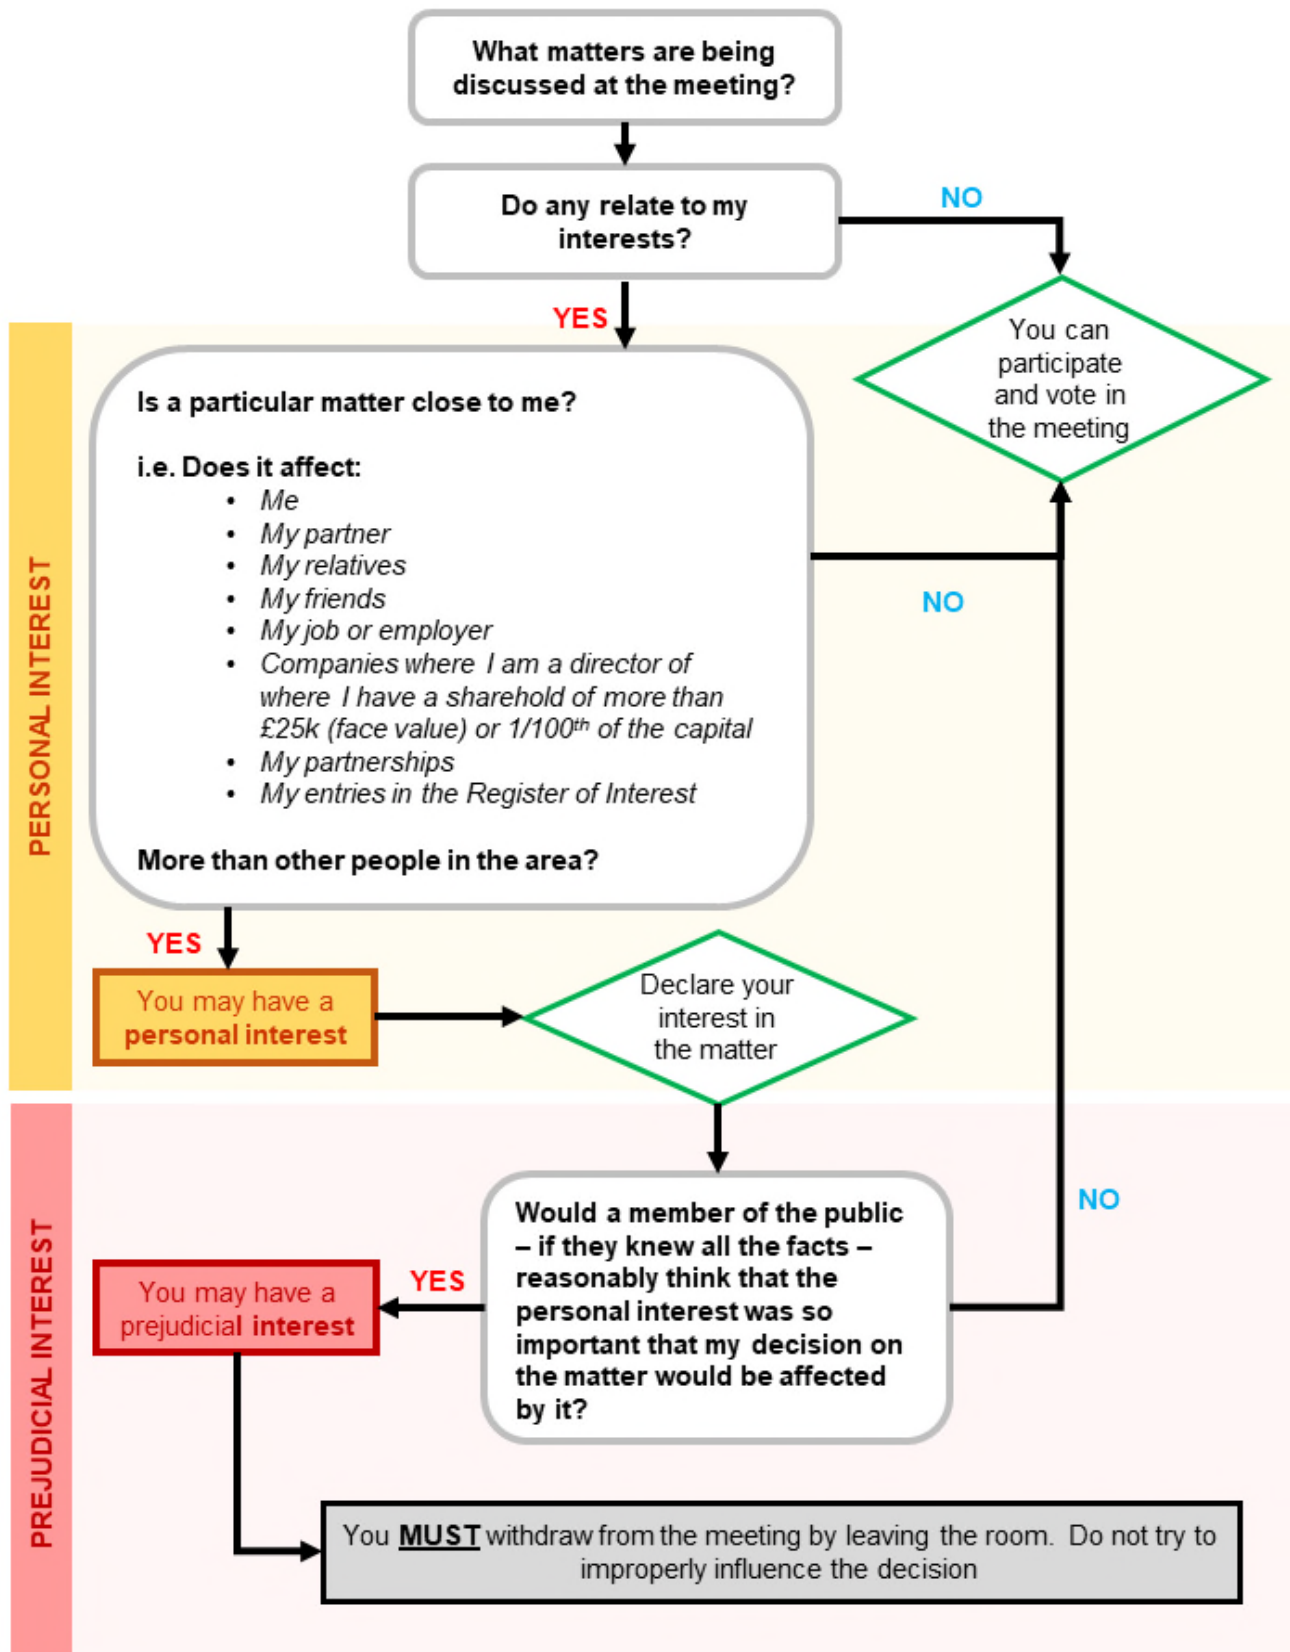 What matters are being
discussed at the meeting?
Do any relate to my
interests?
NO
YES
You can
participate
and vote in
the meeting
PERSONAL INTEREST
Is a particular matter close to me?
i.e. Does it affect:
• Me
• My partner
• My relatives
• My friends
• My job or employer
• Companies where I am a director of
where I have a sharehold of more than
£25k (face value) or 1/100th of the capital
• My partnerships
• My entries in the Register of Interest
More than other people in the area?
NO
YES
You may have a
personal interest
Declare your
interest in
the matter
PREJUDICIAL INTEREST
Would a member of the public
– if they knew all the facts –
reasonably think that the
personal interest was so
important that my decision on
the matter would be affected
by it?
NO
YES
You may have a
prejudicial interest
You MUST withdraw from the meeting by leaving the room. Do not try to
improperly influence the decision